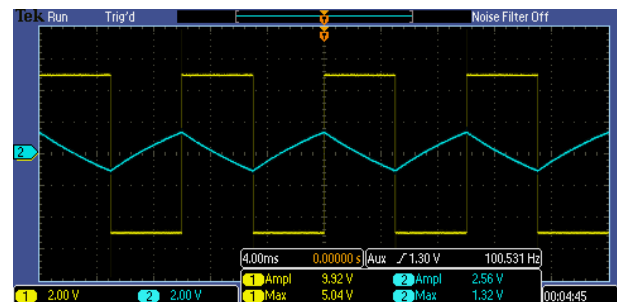 Tek Run Trig'd Noise Filter Off
T
2
4.00ms 0.00000 s Aux 1.30 V 100.531 Hz
1 Ampl 9.92 V 2 Ampl 2.56 V
1 2.00 V 2 2.00 V 1 Max 5.04 V 2 Max 1.32 V 00:04:45